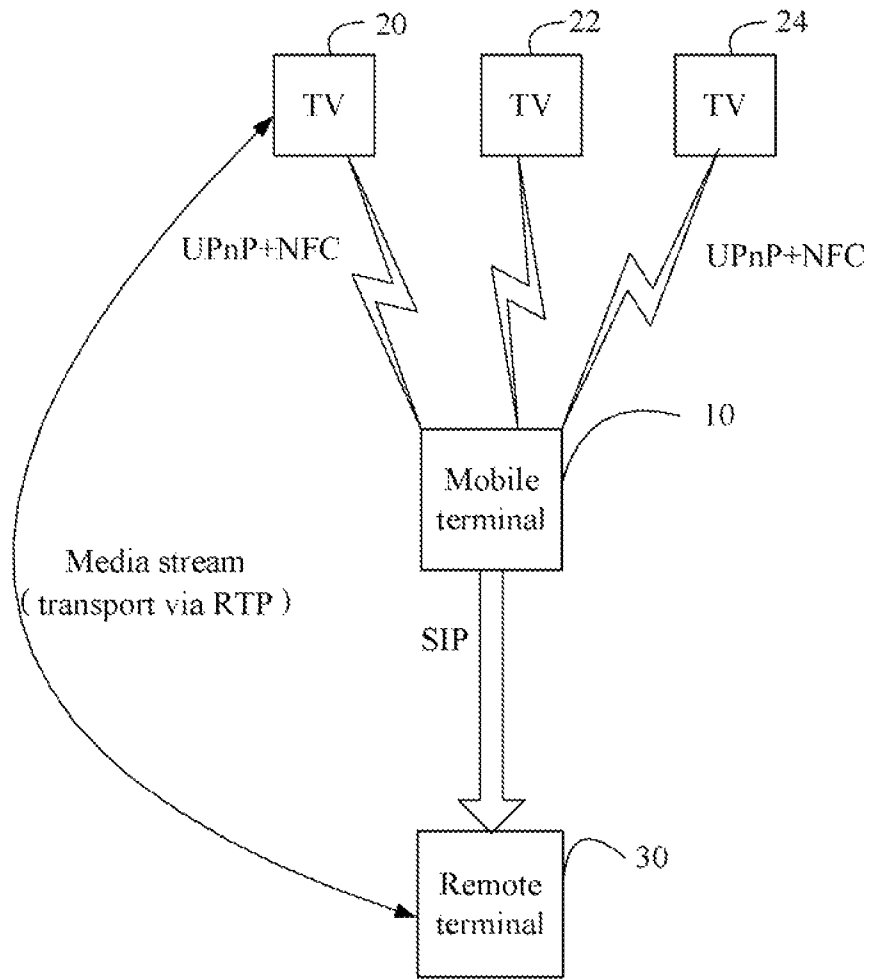 20
22
24
TV
TV
TV
UPnP+NFC
UPnP+NFC
10
Mobile
terminal
Media stream
( transport via RTP )
SIP
30
Remote
terminal